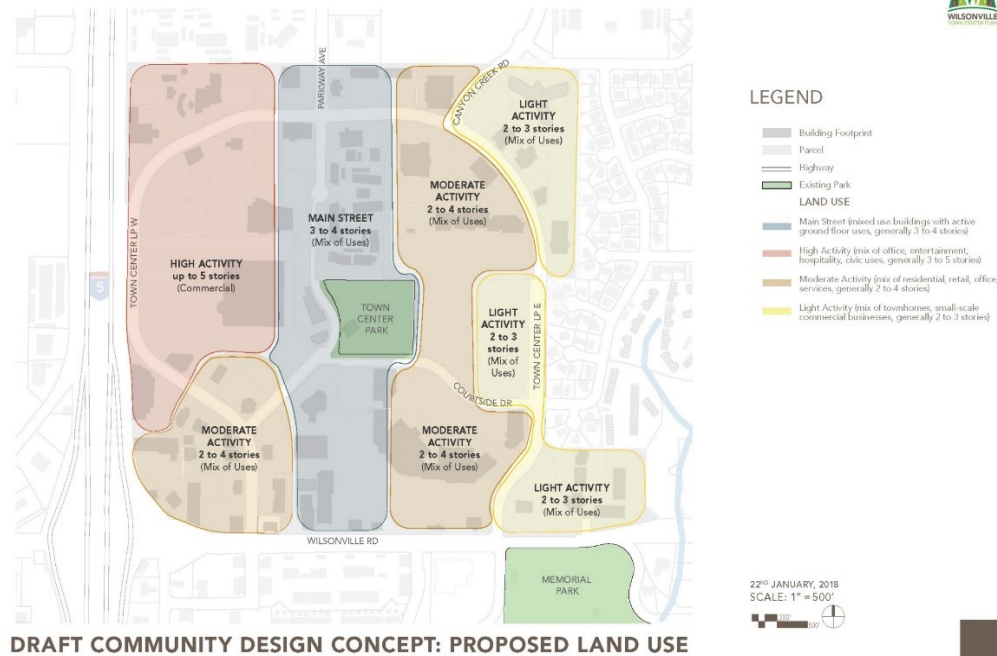 WILSONVILLE
TOWN CENTER PLAN
PARKWAY AVE
CANYON CREEK RD
LIGHT
ACTIVITY
2 to 3 stories
(Mix of Uses)
MODERATE
ACTIVITY
2 to 4 stories
(Mix of Uses)
MAIN STREET
3 to 4 stories
(Mix of Uses)
TOWN CENTER LP W
HIGH ACTIVITY
up to 5 stories
(Commercial)
5
TOWN
CENTER
PARK
LIGHT
ACTIVITY
2 to 3
stories
(Mix of
Uses)
TOWN CENTER LP E
COURTSIDE DR
MODERATE
ACTIVITY
2 to 4 stories
(Mix of Uses)
MODERATE
ACTIVITY
2 to 4 stories
(Mix of Uses)
LIGHT ACTIVITY
2 to 3 stories
(Mix of Uses)
WILSONVILLE RD
MEMORIAL
PARK
LEGEND
Building Footprint
Parcel
Highway
Existing Park
LAND USE
Main Street (mixed use buildings with active
ground floor uses, generally 3 to 4 stories)
High Activity (mix of office, entertainment,
hospitality, civic uses, generally 3 to 5 stories)
Moderate Activity (mix of residential, retail, office,
services, generally 2 to 4 stories)
Light Activity (mix of townhomes, small-scale
commercial businesses, generally 2 to 3 stories)
22ND JANUARY, 2018
SCALE: 1" = 500'
500'
DRAFT COMMUNITY DESIGN CONCEPT: PROPOSED LAND USE